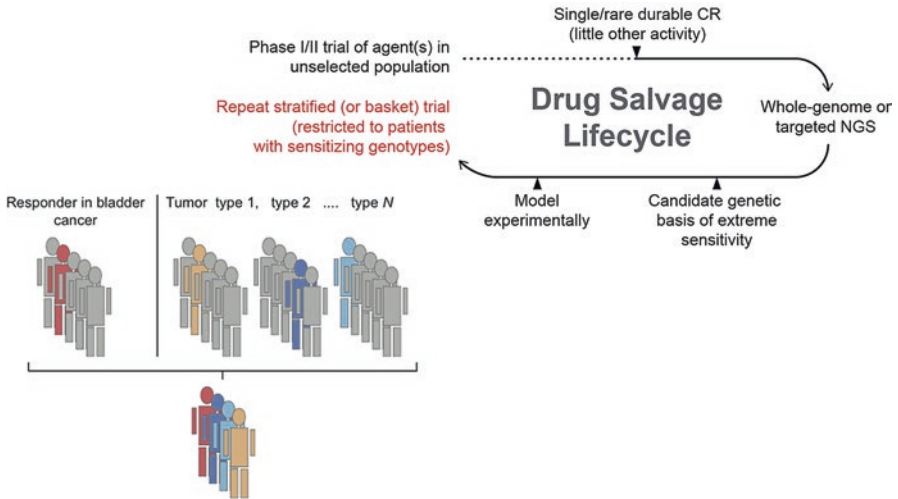 Single/rare durable CR
(little other activity)
Phase I/II trial of agent(s) in
unselected population
Repeat stratified (or basket) trial
(restricted to patients
with sensitizing genotypes)
Drug Salvage
Lifecycle
Whole-genome or
targeted NGS
Model
experimentally
Candidate genetic
basis of extreme
sensitivity
Responder in bladder
cancer
Tumor type 1, type 2 .... type N